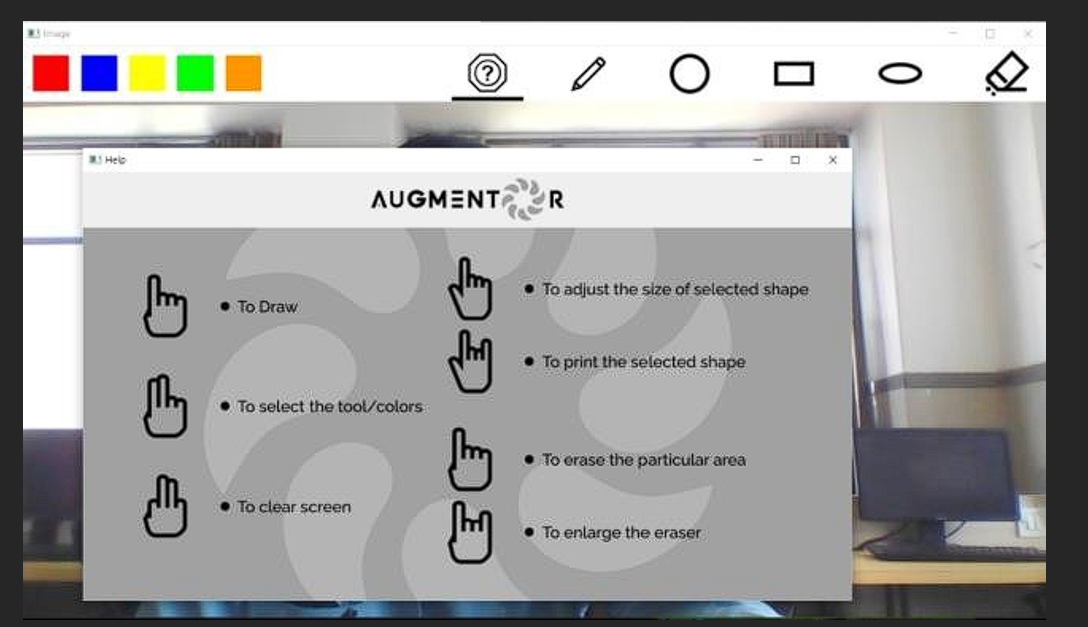 Image
?
Help
AUGMENTOR
To Draw
To select the tool/colors
To clear screen
To adjust the size of selected shape
To print the selected shape
To erase the particular area
To enlarge the eraser